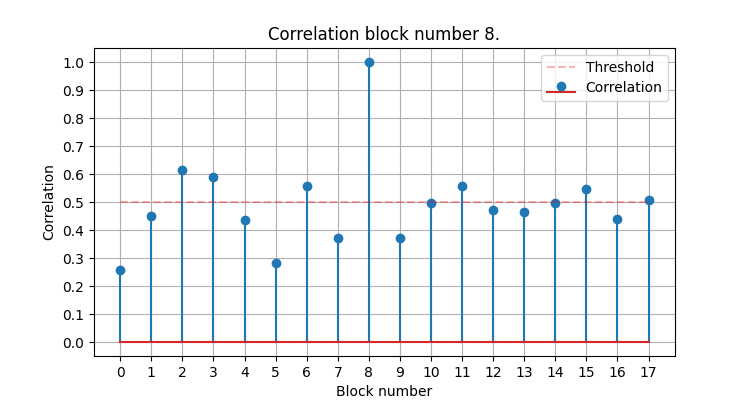 Correlation block number 8.
Correlation
1.0
0.9
0.8
0.7
0.6
0.5
0.4
0.3
0.2
0.1
0.0
Threshold
Correlation
0 1 2 3 4 5 6 7 8 9 10 11 12 13 14 15 16 17
Block number